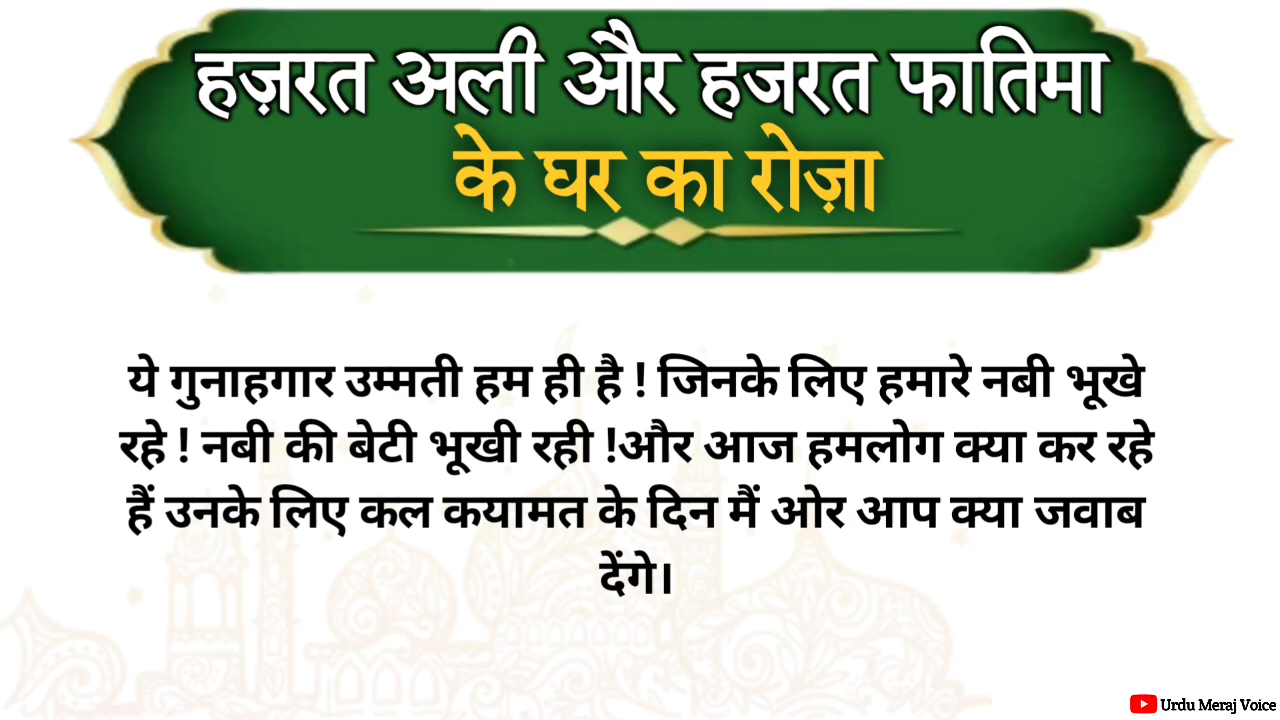 हज़रत अली और हजरत फातिमा
के घर का रोज़ा
ये गुनाहगार उम्मती हम ही है ! जिनके लिए हमारे नबी भूखे
रहे ! नबी की बेटी भूखी रही !और आज हमलोग क्या कर रहे
हैं उनके लिए कल कयामत के दिन मैं ओर आप क्या जवाब
देंगे।
Urdu Meraj Voice